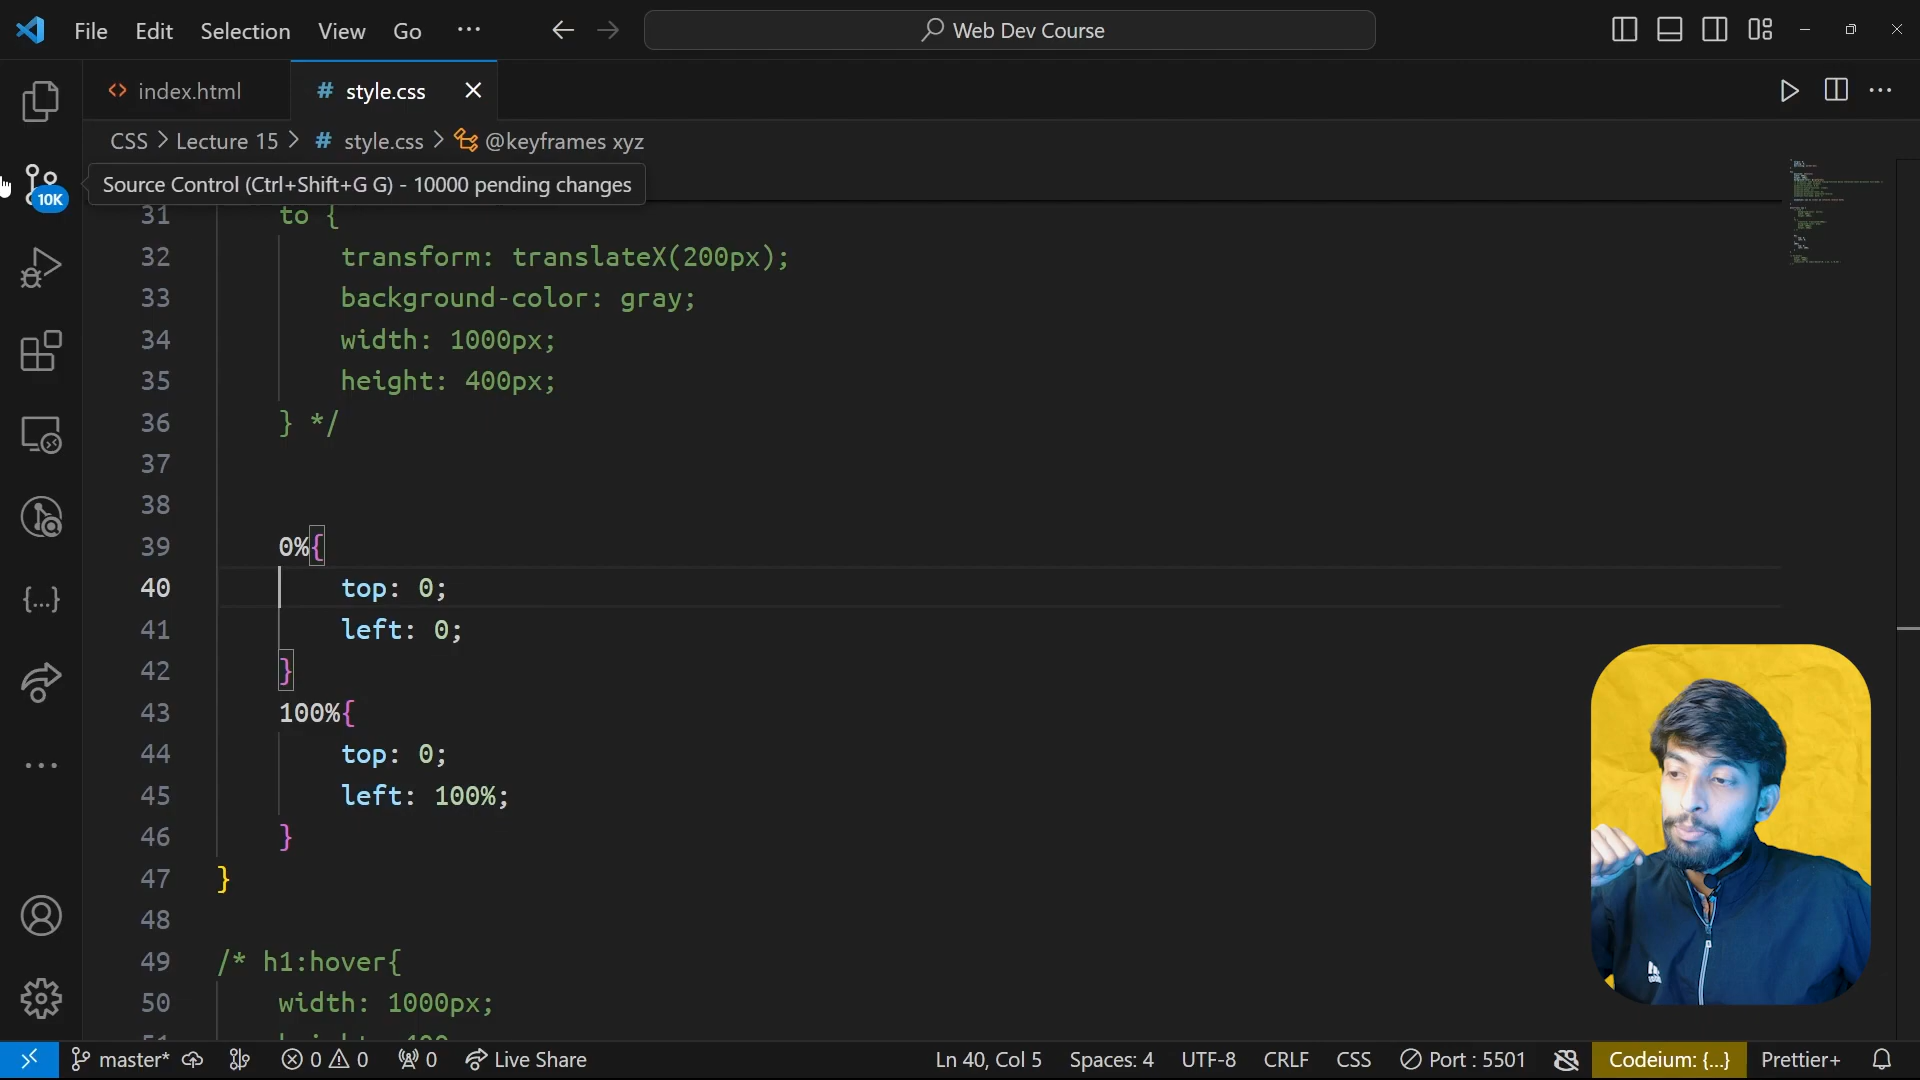 File Edit Selection View Go ··· Web Dev Course
index.html # style.css
CSS > Lecture 15 > # style.css > @keyframes xyz
Source Control (Ctrl+Shift+G G) - 10000 pending changes
10K
31 to {
32 transform: translateX(200px);
33 background-color: gray;
34 width: 1000px;
35 height: 400px;
36 } */
37
38
39 0%{
40 top: 0;
41 left: 0;
42 }
43 100%{
44 top: 0;
45 left: 100%;
46 }
47 }
48
49 /* h1:hover{
50 width: 1000px;
master* 0 0 0 Live Share Ln 40, Col 5 Spaces: 4 UTF-8 CRLF CSS Port : 5501 Codeium: {...} Prettier+